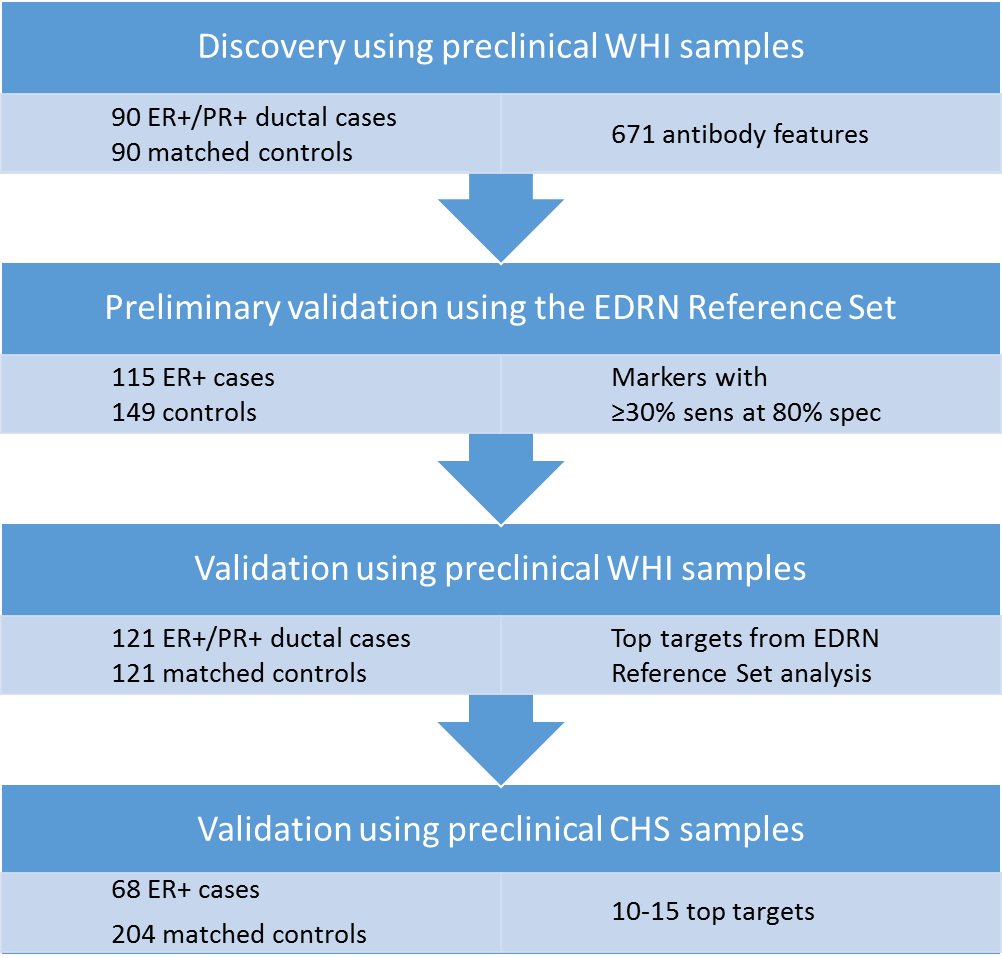 Discovery using preclinical WHI samples
90 ER+/PR+ ductal cases
90 matched controls
671 antibody features
Preliminary validation using the EDRN Reference Set
115 ER+ cases
149 controls
Markers with
≥30% sens at 80% spec
Validation using preclinical WHI samples
121 ER+/PR+ ductal cases
121 matched controls
Top targets from EDRN
Reference Set analysis
Validation using preclinical CHS samples
68 ER+ cases
204 matched controls
10-15 top targets